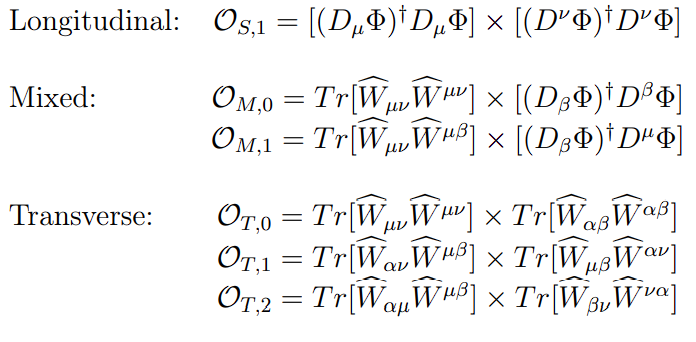 Longitudinal: 𝒪_{S,1} = [(D_μΦ)^†D_μΦ] × [(D^νΦ)^†D^νΦ]
Mixed: 𝒪_{M,0} = Tr[Ŵ_{μν}Ŵ^{μν}] × [(D_βΦ)^†D^βΦ]
𝒪_{M,1} = Tr[Ŵ_{μν}Ŵ^{μβ}] × [(D_βΦ)^†D^μΦ]
Transverse: 𝒪_{T,0} = Tr[Ŵ_{μν}Ŵ^{μν}] × Tr[Ŵ_{αβ}Ŵ^{αβ}]
𝒪_{T,1} = Tr[Ŵ_{αν}Ŵ^{μβ}] × Tr[Ŵ_{μβ}Ŵ^{αν}]
𝒪_{T,2} = Tr[Ŵ_{αμ}Ŵ^{μβ}] × Tr[Ŵ_{βν}Ŵ^{να}]